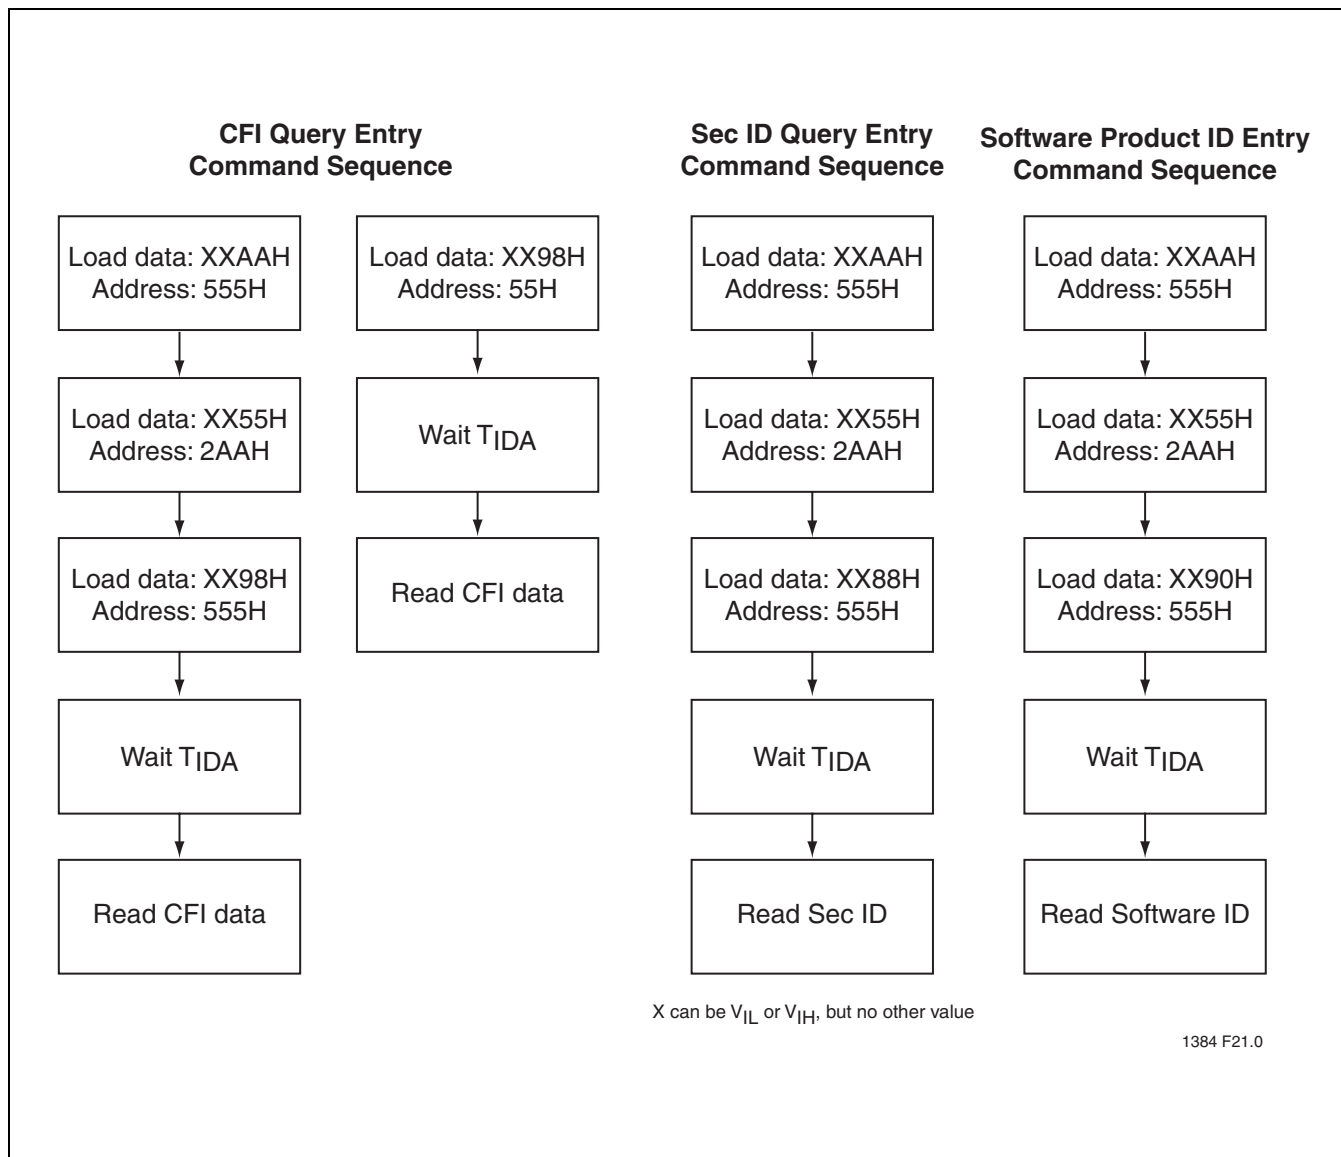 CFI Query Entry
Command Sequence
Load data: XXAAH
Address: 555H
Load data: XX55H
Address: 2AAH
Load data: XX98H
Address: 555H
Wait TIDA
Read CFI data
Load data: XX98H
Address: 55H
Wait TIDA
Read CFI data
Sec ID Query Entry
Command Sequence
Load data: XXAAH
Address: 555H
Load data: XX55H
Address: 2AAH
Load data: XX88H
Address: 555H
Wait TIDA
Read Sec ID
Software Product ID Entry
Command Sequence
Load data: XXAAH
Address: 555H
Load data: XX55H
Address: 2AAH
Load data: XX90H
Address: 555H
Wait TIDA
Read Software ID
X can be VIL or VIH, but no other value
1384 F21.0